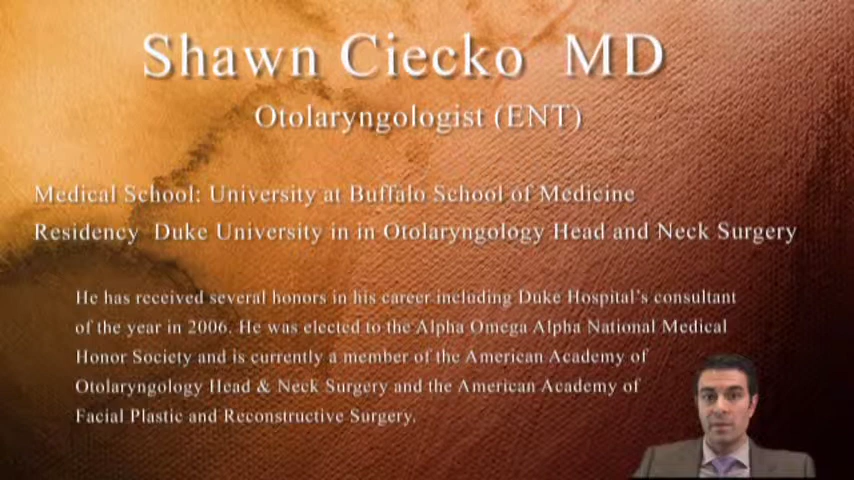 Shawn Ciecko MD
Otolaryngologist (ENT)
Medical School: University at Buffalo School of Medicine
Residency Duke University in in Otolaryngology Head and Neck Surgery
He has received several honors in his career including Duke Hospital's consultant
of the year in 2006. He was elected to the Alpha Omega Alpha National Medical
Honor Society and is currently a member of the American Academy of
Otolaryngology Head & Neck Surgery and the American Academy of
Facial Plastic and Reconstructive Surgery.